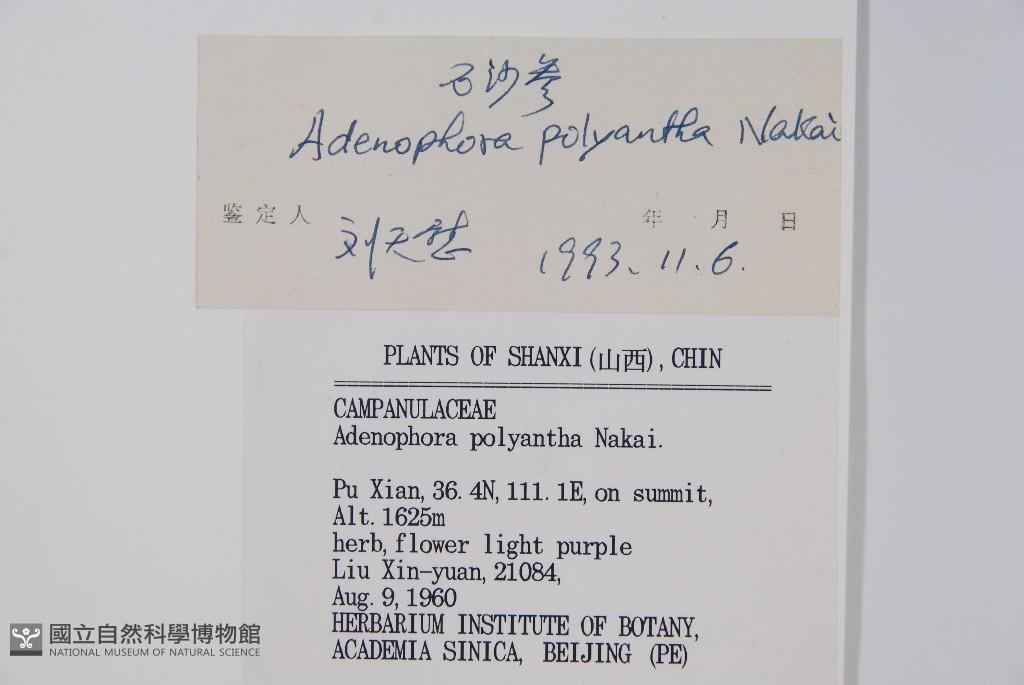 石沙参
Adenophora polyantha Nakai
鉴定人 刘天慰 年 月 日
1993.11.6.
PLANTS OF SHANXI(山西), CHIN
CAMPANULACEAE
Adenophora polyantha Nakai.
Pu Xian, 36.4N, 111.1E, on summit,
Alt. 1625m
herb, flower light purple
Liu Xin-yuan, 21084,
Aug. 9, 1960
HERBARIUM INSTITUTE OF BOTANY,
ACADEMIA SINICA, BEIJING (PE)
國立自然科學博物館
NATIONAL MUSEUM OF NATURAL SCIENCE